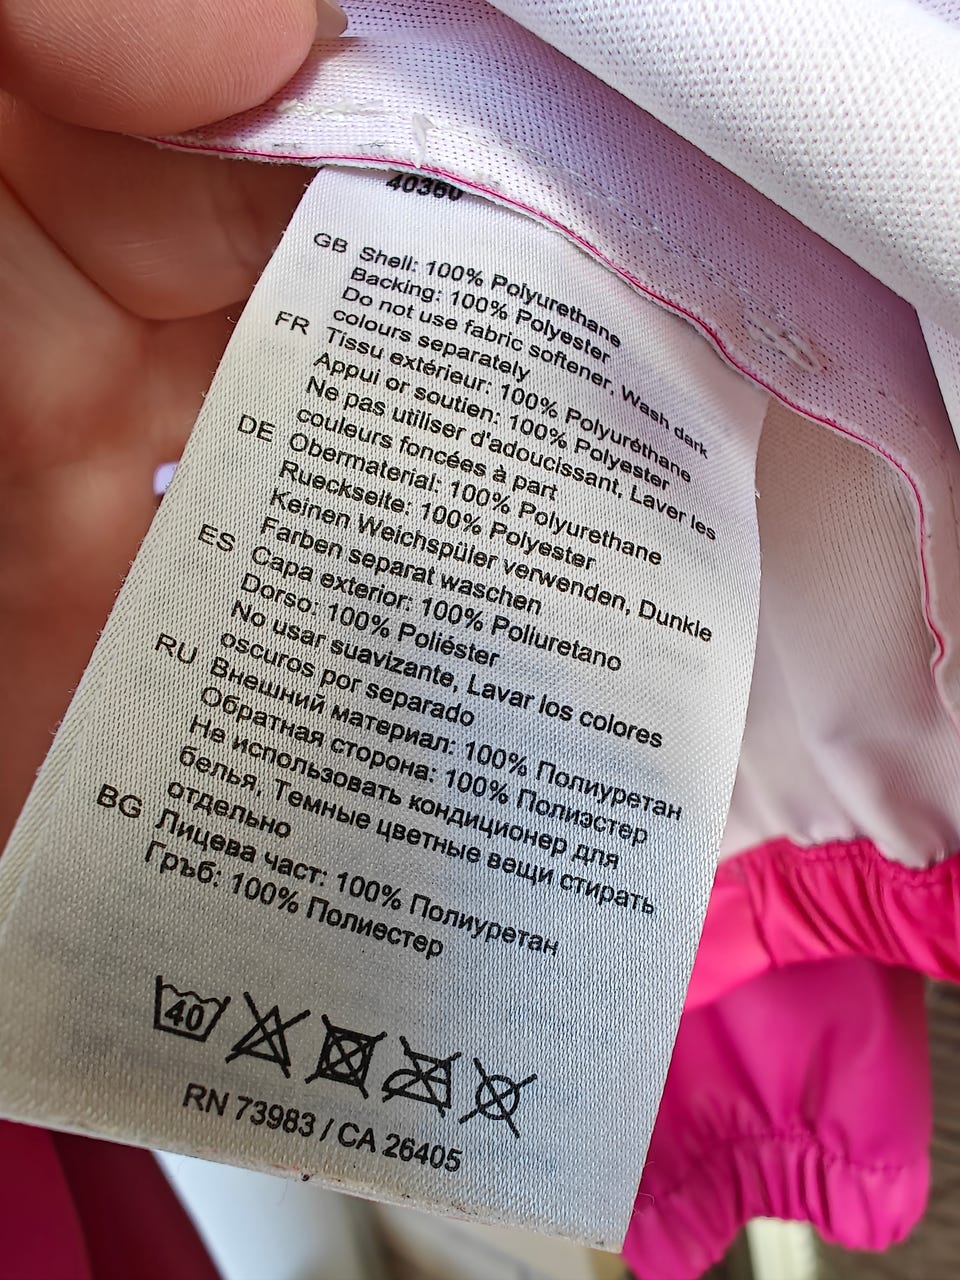 40360
GB Shell: 100% Polyurethane
Backing: 100% Polyester
Do not use fabric softener, Wash dark
colours separately
FR Tissu extérieur: 100% Polyuréthane
Appui or soutien: 100% Polyester
Ne pas utiliser d'adoucissant, Laver les
couleurs foncées à part
DE Obermaterial: 100% Polyurethane
Rueckseite: 100% Polyester
Keinen Weichspüler verwenden, Dunkle
Farben separat waschen
ES Capa exterior: 100% Poliuretano
Dorso: 100% Poliéster
No usar suavizante, Lavar los colores
oscuros por separado
RU Внешний материал: 100% Полиуретан
Обратная сторона: 100% Полиэстер
Не использовать кондиционер для
белья, Темные цветные вещи стирать
отдельно
BG Лицева част: 100% Полиуретан
Гръб: 100% Полиестер
40
RN 73983 / CA 26405